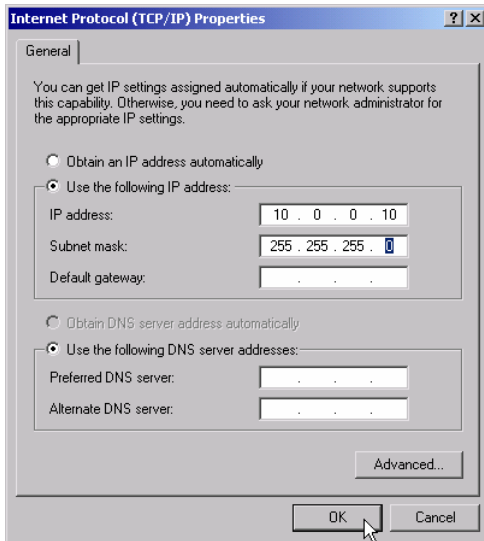 Internet Protocol (TCP/IP) Properties
General
You can get IP settings assigned automatically if your network supports
this capability. Otherwise, you need to ask your network administrator for
the appropriate IP settings.
Obtain an IP address automatically
Use the following IP address:
IP address: 10 . 0 . 0 . 10
Subnet mask: 255 . 255 . 255 . 0
Default gateway: . . .
Obtain DNS server address automatically
Use the following DNS server addresses:
Preferred DNS server: . . .
Alternate DNS server: . . .
Advanced...
OK Cancel